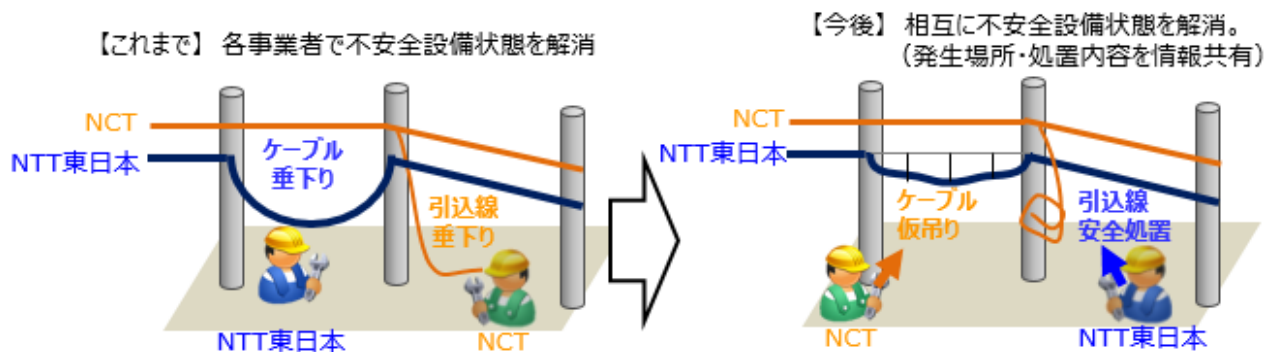 【これまで】 各事業者で不安全設備状態を解消
NCT
NTT東日本
ケーブル
垂下り
引込線
垂下り
NTT東日本
NCT
【今後】 相互に不安全設備状態を解消。
(発生場所・処置内容を情報共有)
NCT
NTT東日本
ケーブル
仮吊り
引込線
安全処置
NCT
NTT東日本